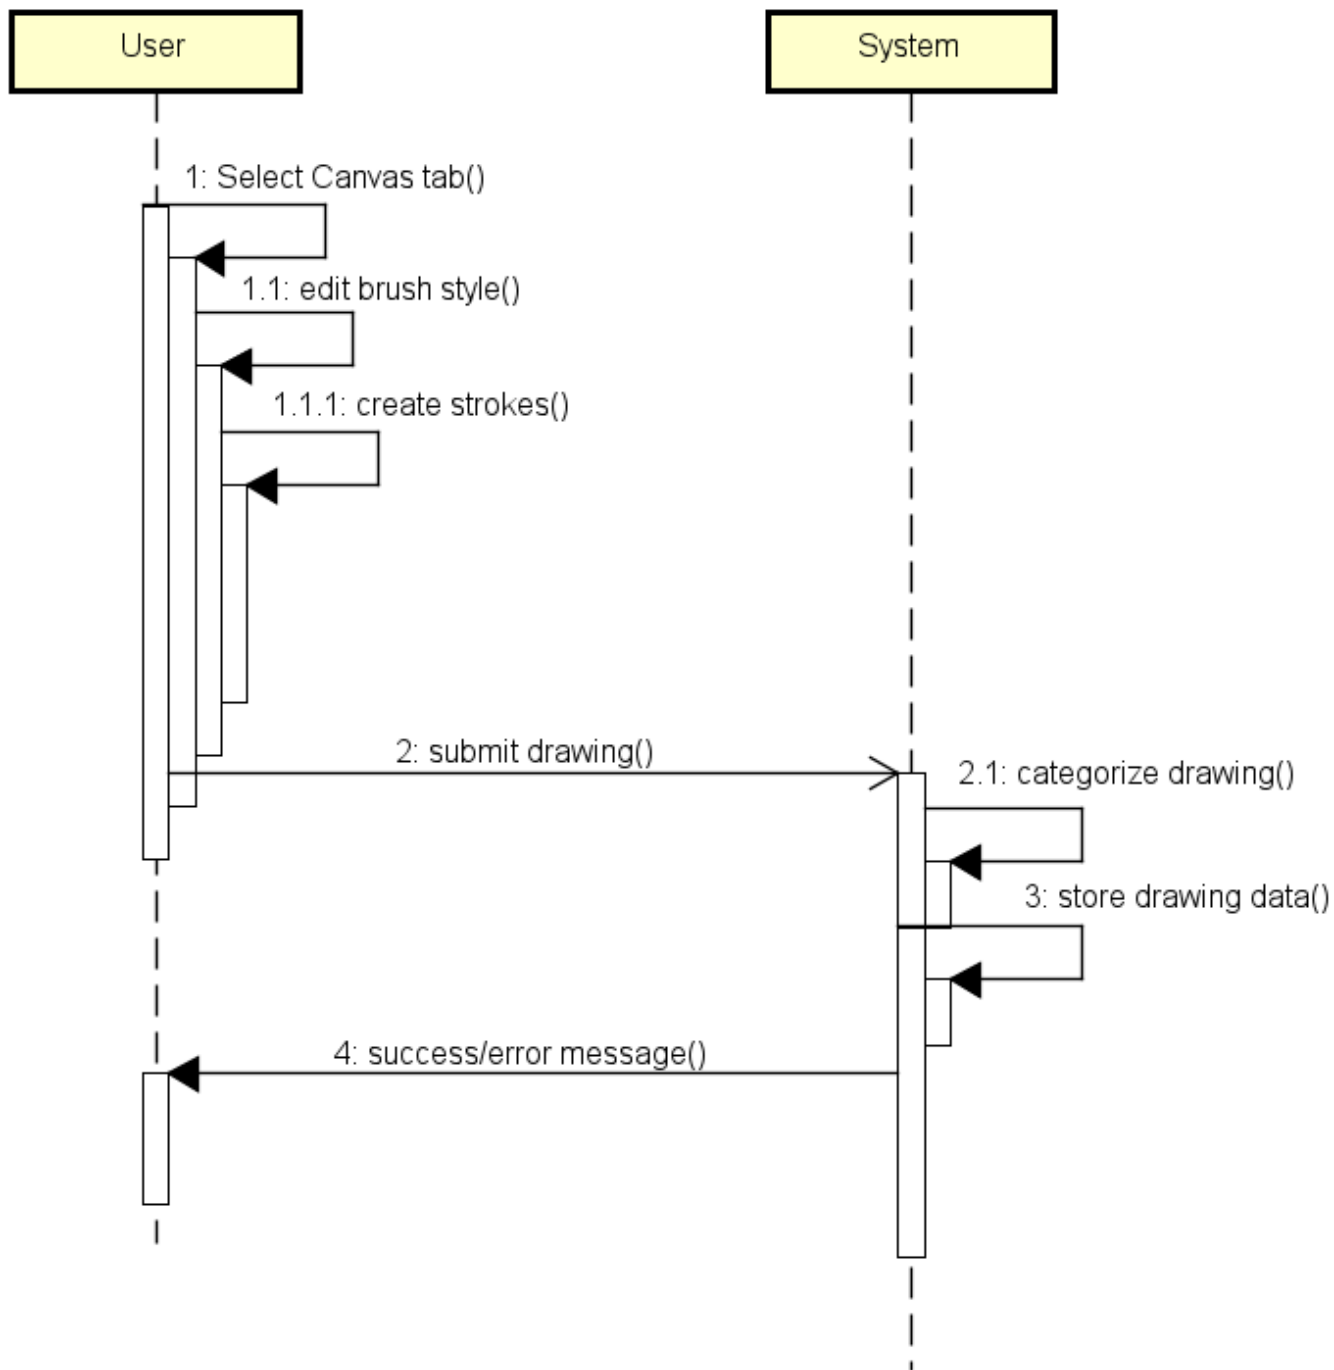 User
System
1: Select Canvas tab()
1.1: edit brush style()
1.1.1: create strokes()
2: submit drawing()
2.1: categorize drawing()
3: store drawing data()
4: success/error message()